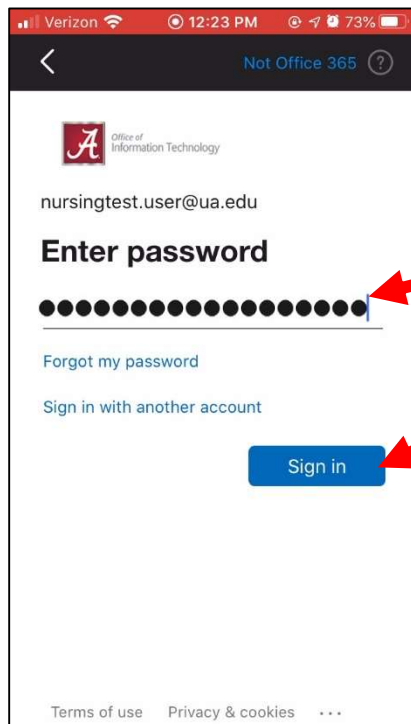 Verizon 12:23 PM 73%
Not Office 365 ?
A Office of
Information Technology
nursingtest.user@ua.edu
Enter password
●●●●●●●●●●●●●●●●●●
Forgot my password
Sign in with another account
Sign in
Terms of use Privacy & cookies ...